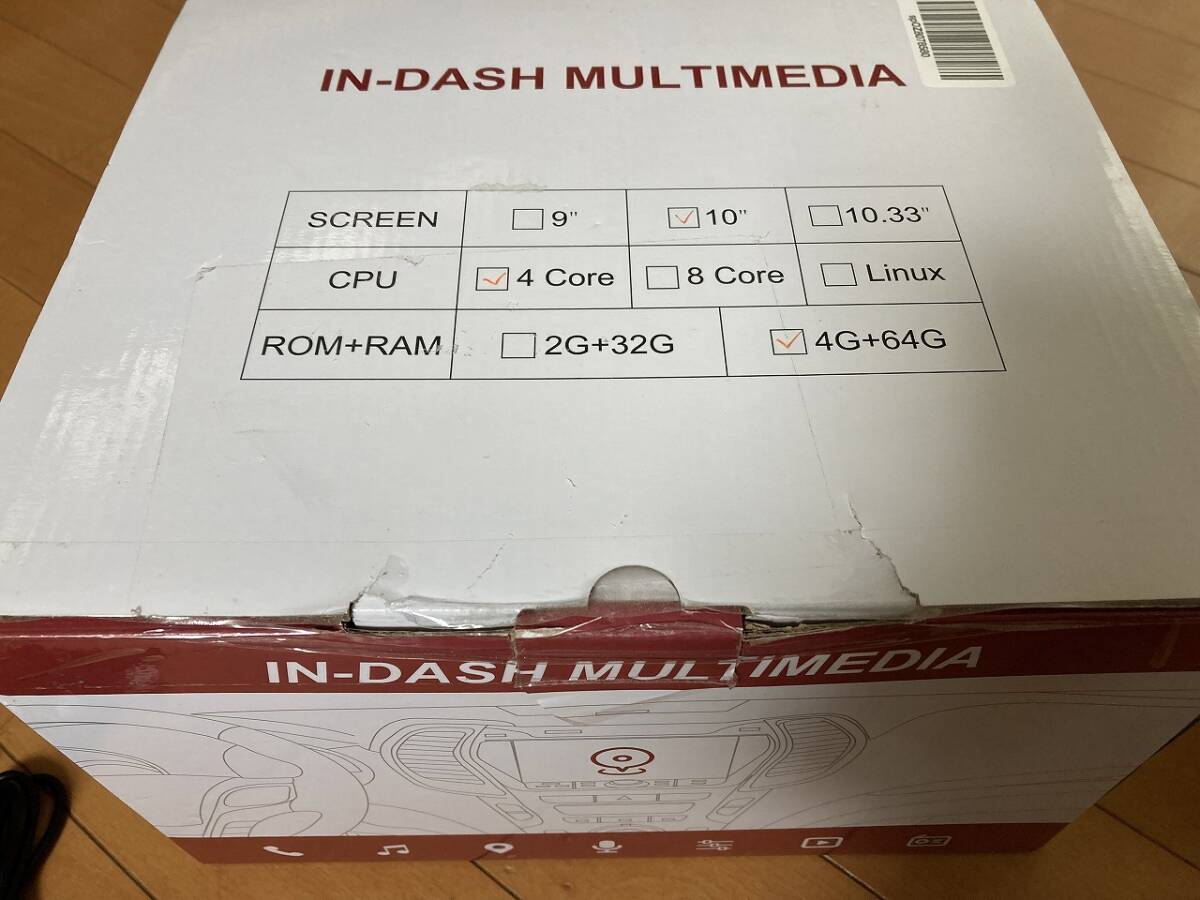 IN-DASH MULTIMEDIA
SCREEN 9" 10" 10.33"
CPU 4 Core 8 Core Linux
ROM+RAM 2G+32G 4G+64G
IN-DASH MULTIMEDIA